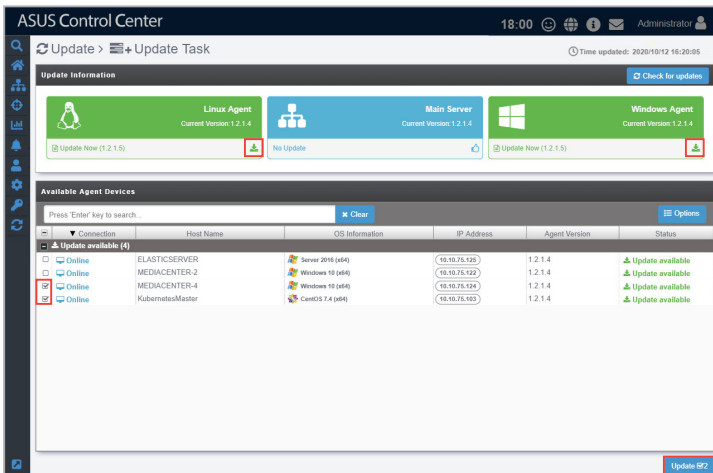 ASUS Control Center
18:00 Administrator
Update > Update Task
Time updated: 2020/10/12 16:20:05
Update Information
Check for updates
Linux Agent
Current Version:1.2.1.4
Update Now (1.2.1.5)
Main Server
Current Version:1.2.1.4
No Update
Windows Agent
Current Version:1.2.1.4
Update Now (1.2.1.5)
Available Agent Devices
Press 'Enter' key to search... Clear Options
Connection Host Name OS Information IP Address Agent Version Status
Update available (4)
Online ELASTICSERVER Server 2016 (x64) 10.10.75.125 1.2.1.4 Update available
Online MEDIACENTER-2 Windows 10 (x64) 10.10.75.122 1.2.1.4 Update available
Online MEDIACENTER-4 Windows 10 (x64) 10.10.75.124 1.2.1.4 Update available
Online KubernetesMaster CentOS 7.4 (x64) 10.10.75.103 1.2.1.4 Update available
Update 2